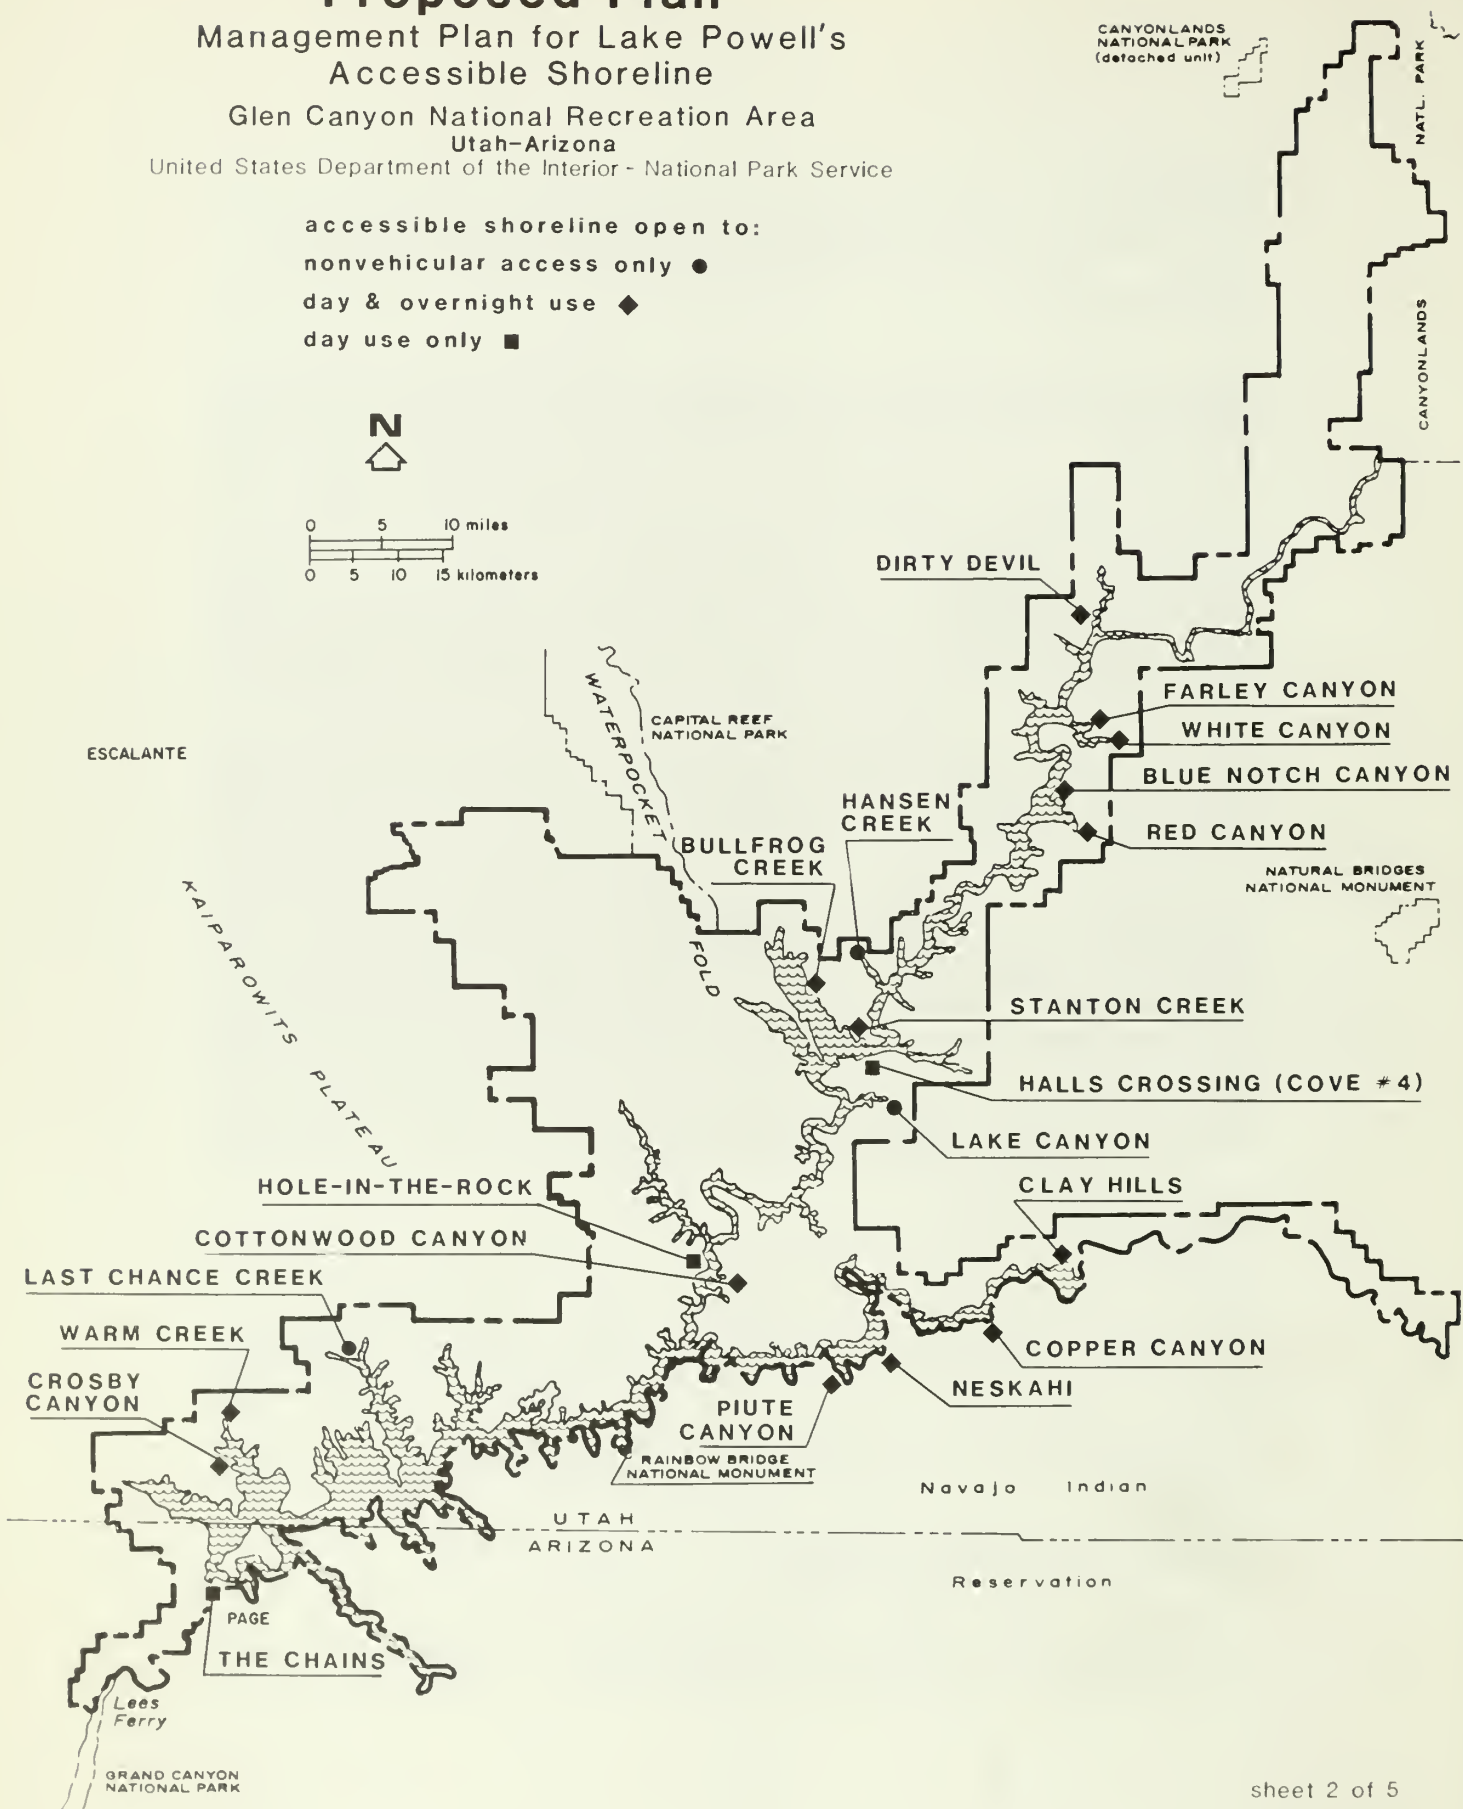 Proposed Plan
Management Plan for Lake Powell's
Accessible Shoreline
Glen Canyon National Recreation Area
Utah-Arizona
United States Department of the Interior - National Park Service
accessible shoreline open to:
nonvehicular access only ●
day & overnight use ◆
day use only ■
N
0 5 10 miles
0 5 10 15 kilometers
CANYONLANDS
NATIONAL PARK
(detached unit)
NATL. PARK
CANYONLANDS
DIRTY DEVIL
FARLEY CANYON
WHITE CANYON
BLUE NOTCH CANYON
RED CANYON
NATURAL BRIDGES
NATIONAL MONUMENT
WATERPOCKET
FOLD
CAPITAL REEF
NATIONAL PARK
ESCALANTE
HANSEN
CREEK
BULLFROG
CREEK
KAIPAROWITS PLATEAU
STANTON CREEK
HALLS CROSSING (COVE #4)
LAKE CANYON
CLAY HILLS
HOLE-IN-THE-ROCK
COTTONWOOD CANYON
LAST CHANCE CREEK
WARM CREEK
CROSBY
CANYON
COPPER CANYON
NESKAHI
PIUTE
CANYON
RAINBOW BRIDGE
NATIONAL MONUMENT
Navajo Indian
UTAH
ARIZONA
Reservation
PAGE
THE CHAINS
Lees
Ferry
GRAND CANYON
NATIONAL PARK
sheet 2 of 5